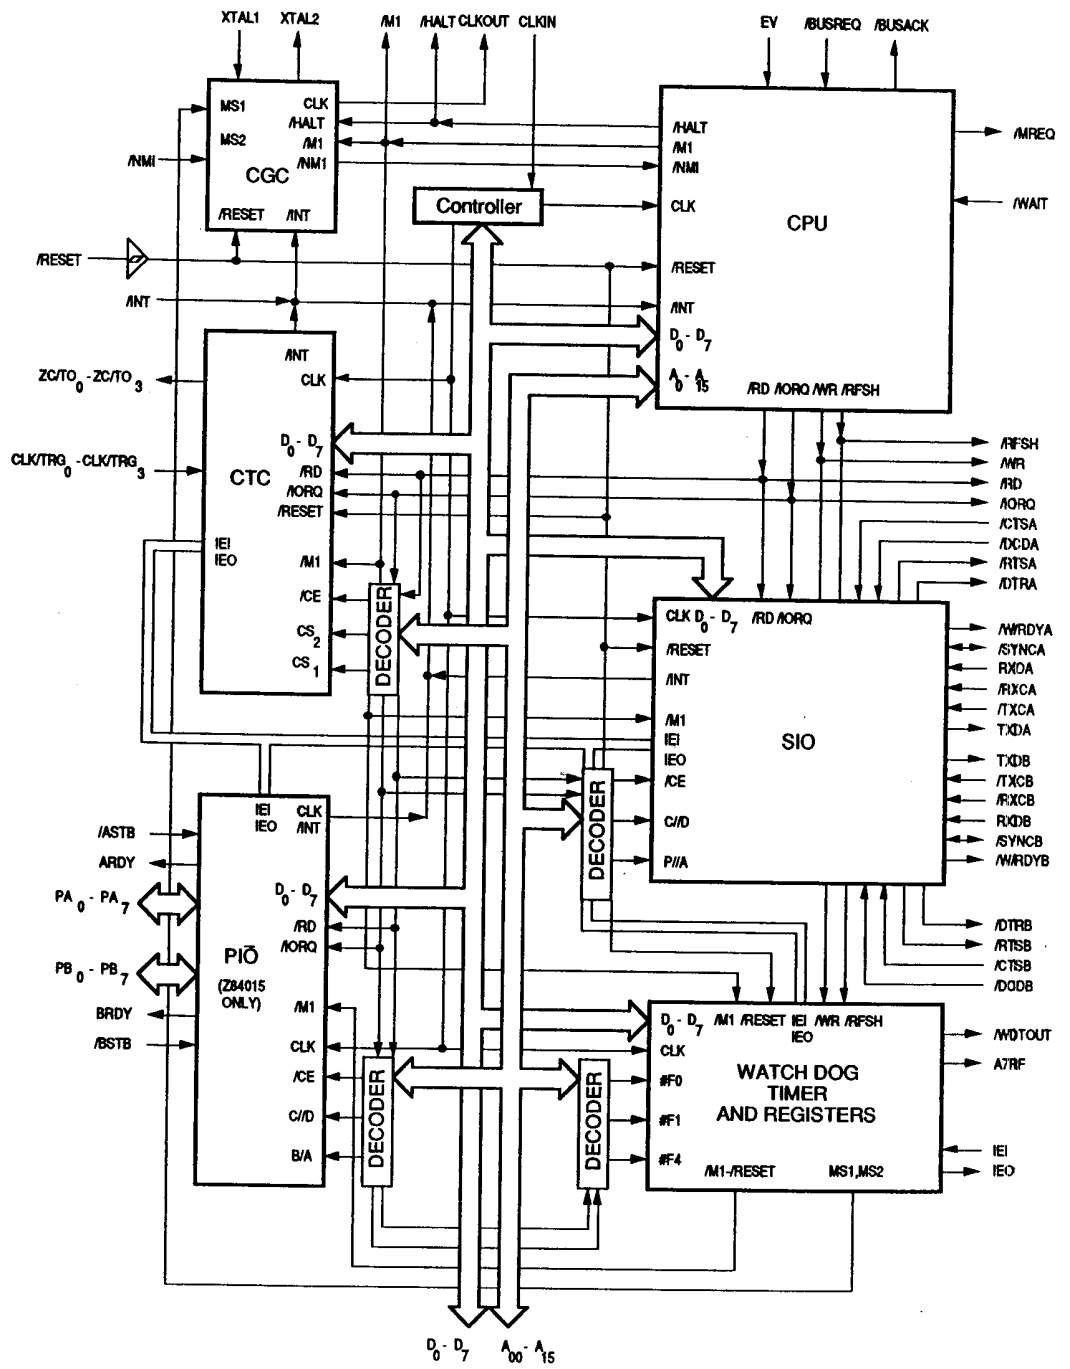 XTAL1 XTAL2 /M1 /HALT CLKOUT CLKIN EV /BUSREQ /BUSACK
MS1
MS2
CLK
/HALT
/M1
/NM1
CGC
/RESET /INT
/NMI
/RESET
/INT
Controller
/HALT
/M1
/NMI
CLK
CPU
/RESET
/INT
D0 - D7
A0 - A15
/RD /IORQ /WR /RFSH
/MREQ
/WAIT
/INT
CLK
D0 - D7
/RD
/IORQ
/RESET
CTC
IEI
IEO
/M1
/CE
CS2
CS1
ZC/TO0 - ZC/TO3
CLK/TRG0 - CLK/TRG3
DECODER
/RFSH
/WR
/RD
/IORQ
/CTSA
/DCDA
/RTSA
/DTRA
CLK D0 - D7 /RD /IORQ
/RESET
/INT
/M1
IEI
IEO
/CE
C//D
P//A
SIO
/W/RDYA
/SYNCA
RXDA
/RXCA
/TXCA
TXDA
TXDB
/TXCB
/RXCB
RXDB
/SYNCB
/W/RDYB
DECODER
IEI
IEO
CLK
/INT
D0 - D7
/RD
/IORQ
PIO
(Z84015
ONLY)
/M1
CLK
/CE
C//D
B/A
/ASTB
ARDY
PA0 - PA7
PB0 - PB7
BRDY
/BSTB
DECODER
/DTRB
/RTSB
/CTSB
/DCDB
D0 - D7 /M1 /RESET IEI /WR /RFSH
IEO
CLK
#F0
#F1
#F4
WATCH DOG
TIMER
AND REGISTERS
/M1-/RESET MS1,MS2
/WDTOUT
A7RF
IEI
IEO
DECODER
D0 - D7 A00 - A15